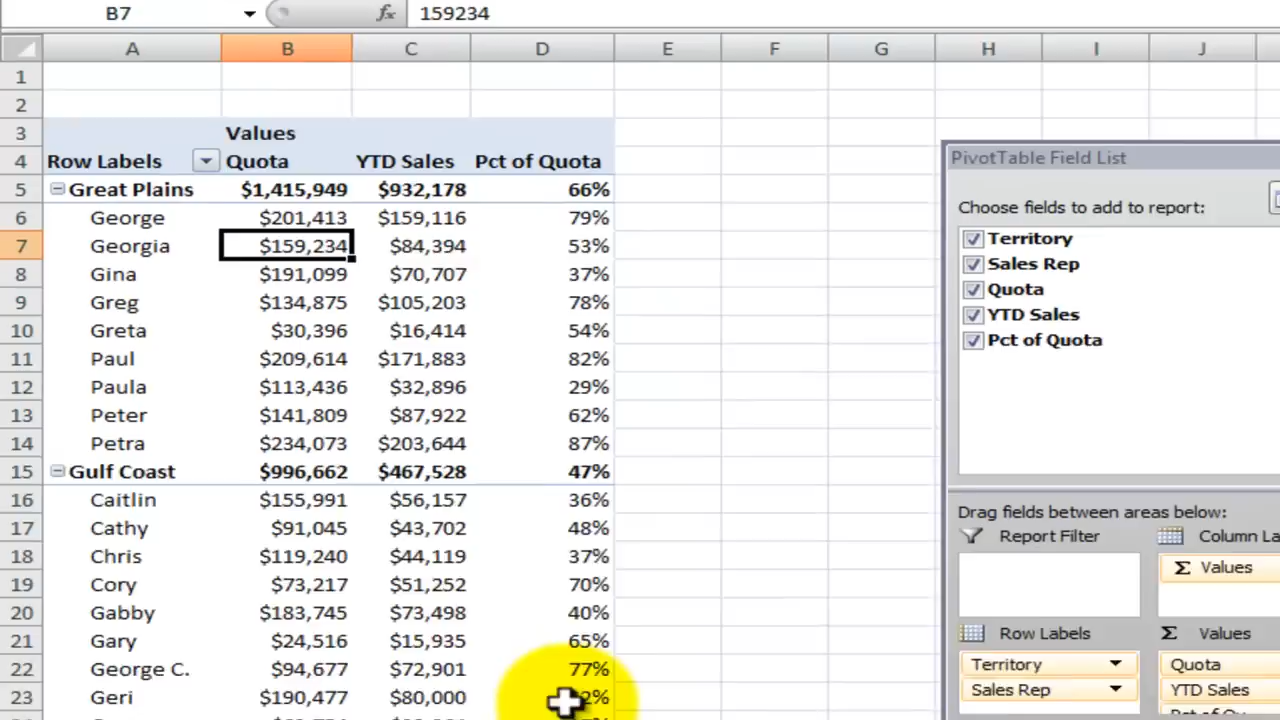 B7 fx 159234
A B C D E F G H I J
1
2
3 Values
4 Row Labels Quota YTD Sales Pct of Quota
5 Great Plains $1,415,949 $932,178 66%
6 George $201,413 $159,116 79%
7 Georgia $159,234 $84,394 53%
8 Gina $191,099 $70,707 37%
9 Greg $134,875 $105,203 78%
10 Greta $30,396 $16,414 54%
11 Paul $209,614 $171,883 82%
12 Paula $113,436 $32,896 29%
13 Peter $141,809 $87,922 62%
14 Petra $234,073 $203,644 87%
15 Gulf Coast $996,662 $467,528 47%
16 Caitlin $155,991 $56,157 36%
17 Cathy $91,045 $43,702 48%
18 Chris $119,240 $44,119 37%
19 Cory $73,217 $51,252 70%
20 Gabby $183,745 $73,498 40%
21 Gary $24,516 $15,935 65%
22 George C. $94,677 $72,901 77%
23 Geri $190,477 $80,000
PivotTable Field List
Choose fields to add to report:
Territory
Sales Rep
Quota
YTD Sales
Pct of Quota
Drag fields between areas below:
Report Filter Column La
Σ Values
Row Labels Σ Values
Territory Quota
Sales Rep YTD Sales